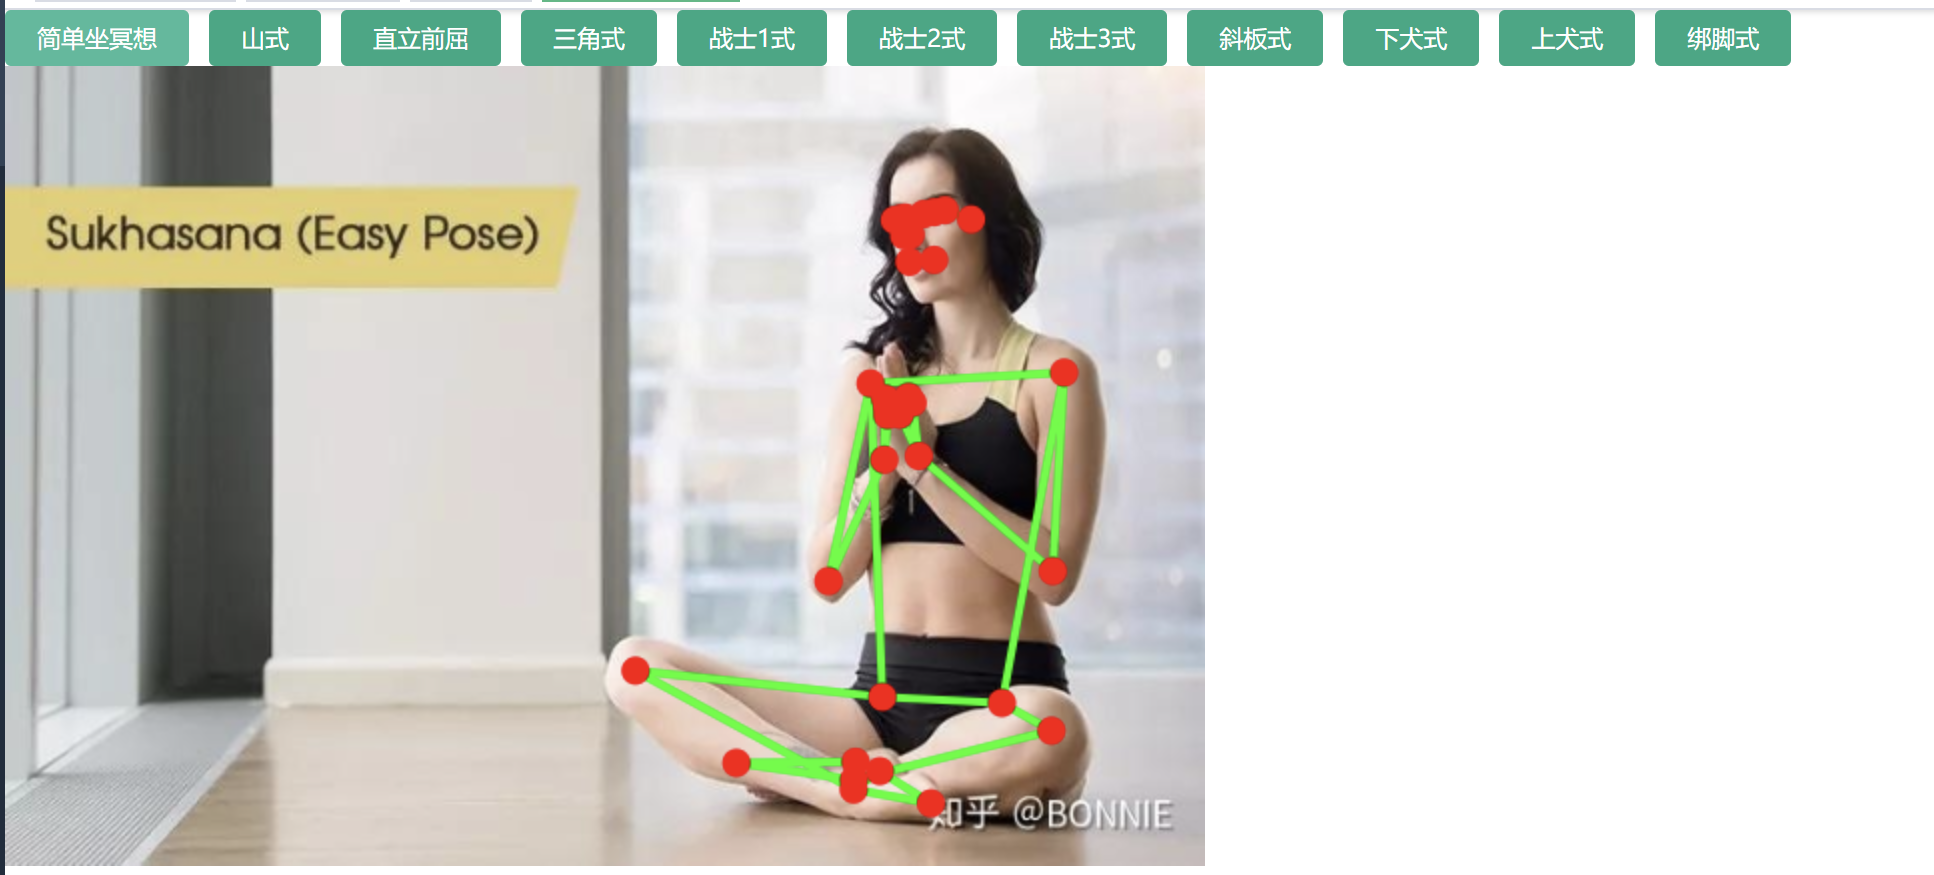 简单坐冥想
山式
直立前屈
三角式
战士1式
战士2式
战士3式
斜板式
下犬式
上犬式
绑脚式
Sukhasana (Easy Pose)
知乎 @BONNIE